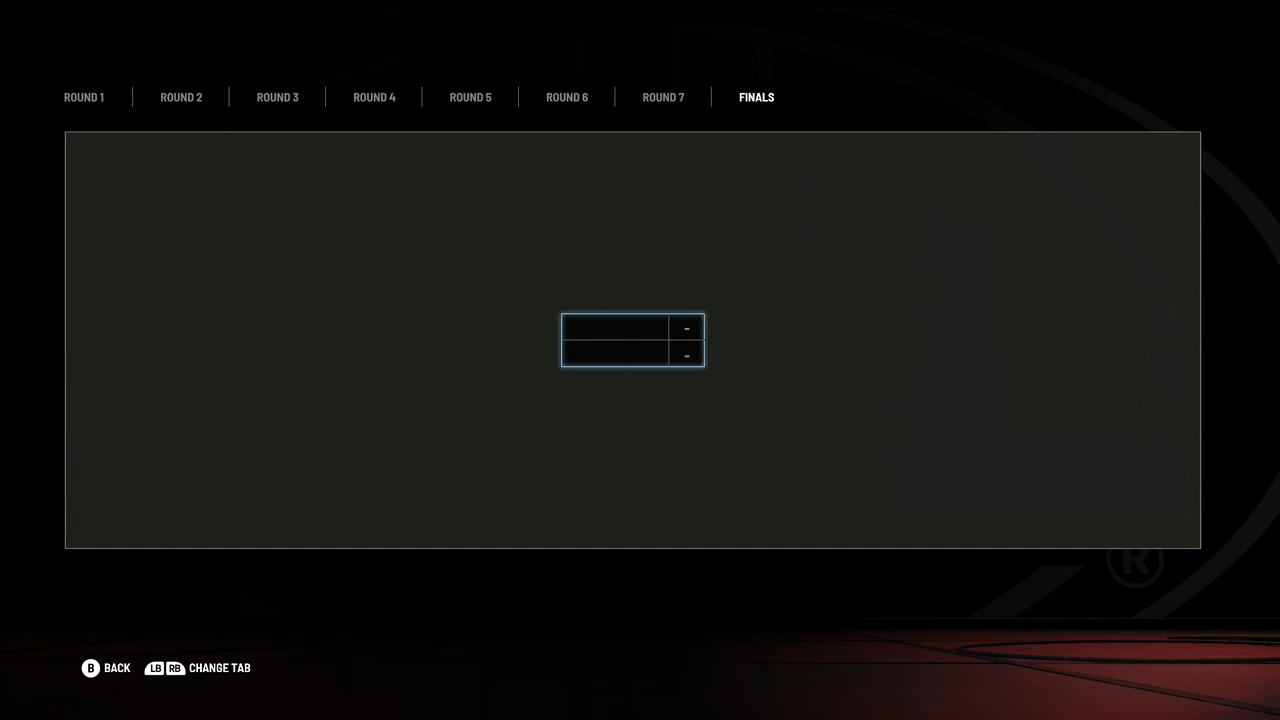 ROUND 1 ROUND 2 ROUND 3 ROUND 4 ROUND 5 ROUND 6 ROUND 7 FINALS
-
-
®
B BACK LB RB CHANGE TAB